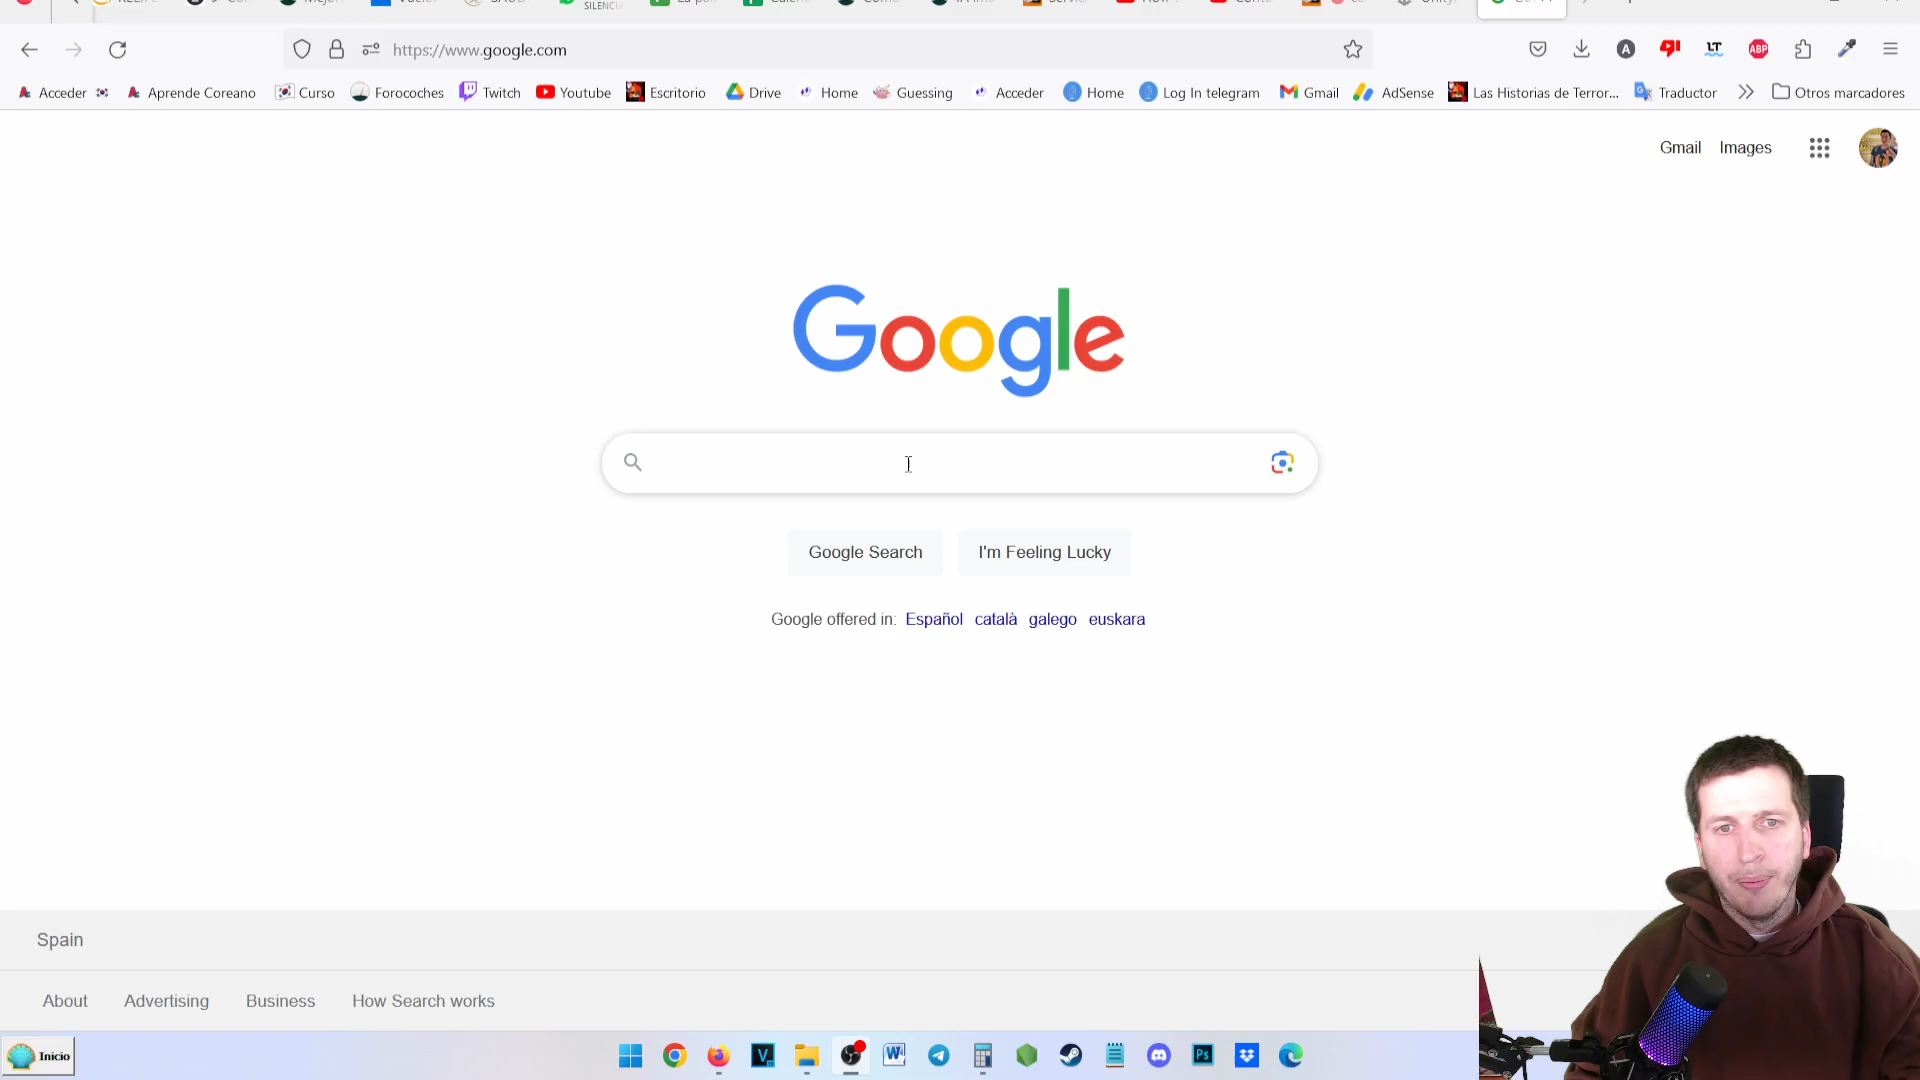 SILENCIA
https://www.google.com
ABP
Acceder
Aprende Coreano
Curso
Forocoches
Twitch
Youtube
Escritorio
Drive
Home
Guessing
Acceder
Home
Log In telegram
Gmail
AdSense
Las Historias de Terror...
Traductor
Otros marcadores
Gmail Images
Google
Google Search
I'm Feeling Lucky
Google offered in: Español català galego euskara
Spain
About Advertising Business How Search works
Inicio